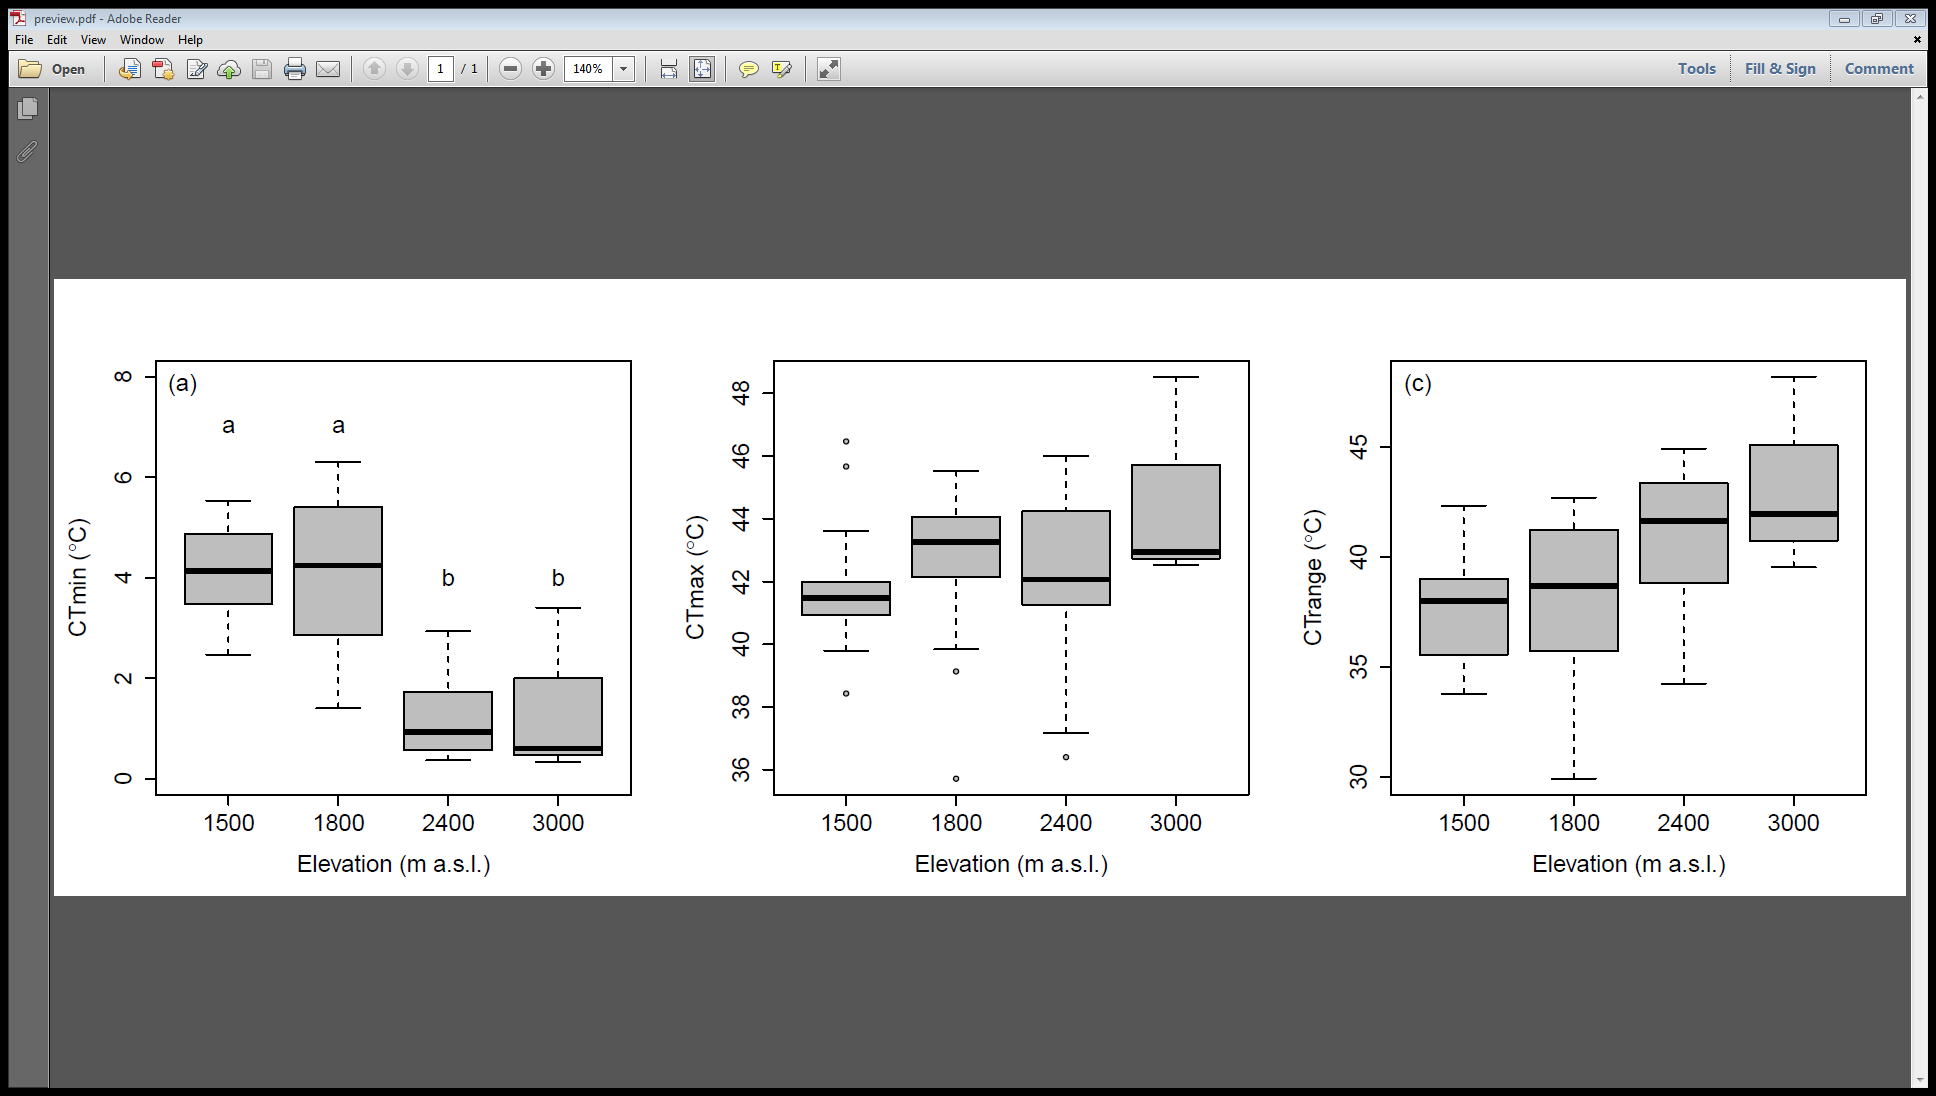 preview.pdf - Adobe Reader
File Edit View Window Help
Open 1 / 1 140% Tools Fill & Sign Comment
(a)
a a
b b
8
6
4
2
0
CTmin (°C)
1500 1800 2400 3000
Elevation (m a.s.l.)
48
46
44
42
40
38
36
CTmax (°C)
1500 1800 2400 3000
Elevation (m a.s.l.)
(c)
45
40
35
30
CTrange (°C)
1500 1800 2400 3000
Elevation (m a.s.l.)